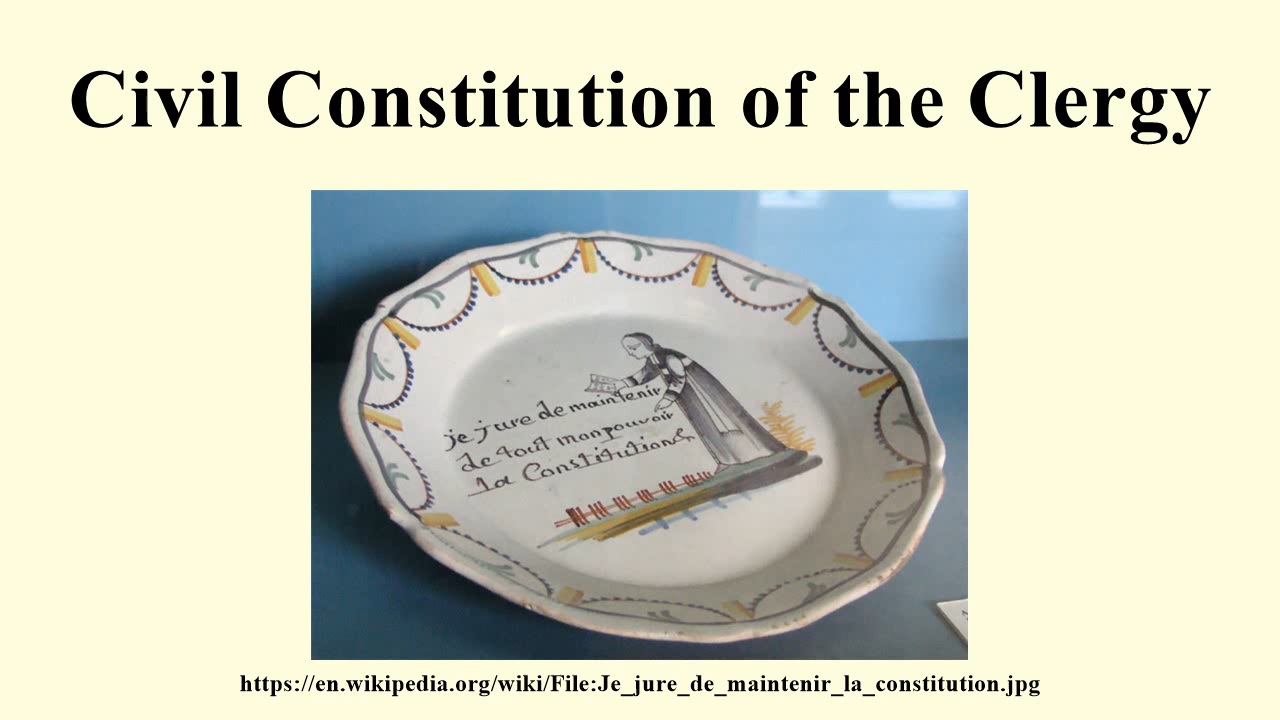 Civil Constitution of the Clergy
je jure de maintenir
de tout mon pouvoir
la Constitution
https://en.wikipedia.org/wiki/File:Je_jure_de_maintenir_la_constitution.jpg